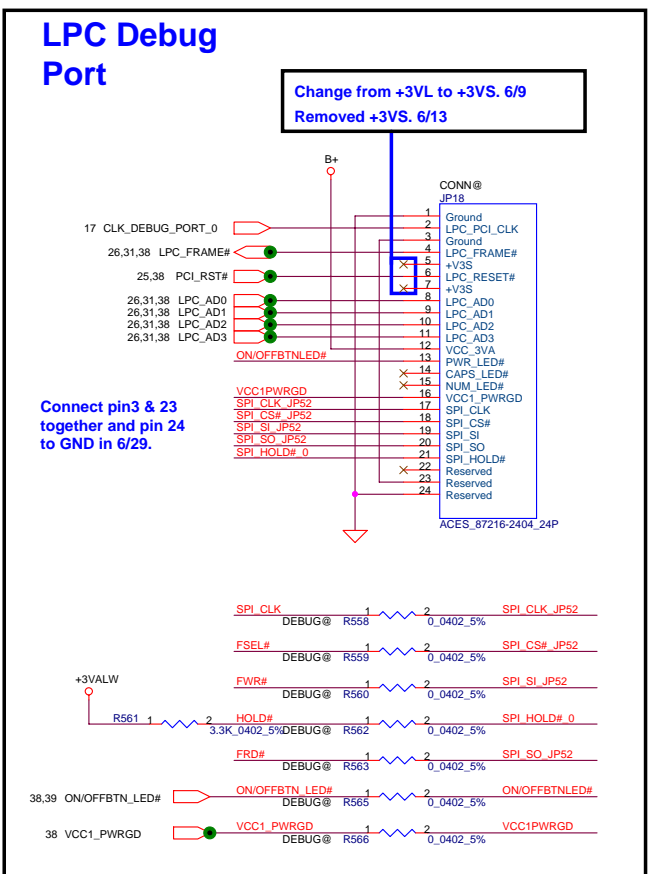 LPC Debug
Port
Change from +3VL to +3VS. 6/9
Removed +3VS. 6/13
B+
CONN@
JP18
17 CLK_DEBUG_PORT_0
26,31,38 LPC_FRAME#
25,38 PCI_RST#
26,31,38 LPC_AD0
26,31,38 LPC_AD1
26,31,38 LPC_AD2
26,31,38 LPC_AD3
ON/OFFBTNLED#
VCC1PWRGD
SPI_CLK_JP52
SPI_CS#_JP52
SPI_SI_JP52
SPI_SO_JP52
SPI_HOLD#_0
1 Ground
2 LPC_PCI_CLK
3 Ground
4 LPC_FRAME#
5 +V3S
6 LPC_RESET#
7 +V3S
8 LPC_AD0
9 LPC_AD1
10 LPC_AD2
11 LPC_AD3
12 VCC_3VA
13 PWR_LED#
14 CAPS_LED#
15 NUM_LED#
16 VCC1_PWRGD
17 SPI_CLK
18 SPI_CS#
19 SPI_SI
20 SPI_SO
21 SPI_HOLD#
22 Reserved
23 Reserved
24 Reserved
ACES_87216-2404_24P
Connect pin3 & 23
together and pin 24
to GND in 6/29.
SPI_CLK 1 2 SPI_CLK_JP52
DEBUG@ R558 0_0402_5%
FSEL# 1 2 SPI_CS#_JP52
DEBUG@ R559 0_0402_5%
+3VALW
FWR# 1 2 SPI_SI_JP52
DEBUG@ R560 0_0402_5%
R561 1 2 HOLD# 1 2 SPI_HOLD#_0
3.3K_0402_5% DEBUG@ R562 0_0402_5%
FRD# 1 2 SPI_SO_JP52
DEBUG@ R563 0_0402_5%
38,39 ON/OFFBTN_LED# ON/OFFBTN_LED# 1 2 ON/OFFBTNLED#
DEBUG@ R565 0_0402_5%
38 VCC1_PWRGD VCC1_PWRGD 1 2 VCC1PWRGD
DEBUG@ R566 0_0402_5%